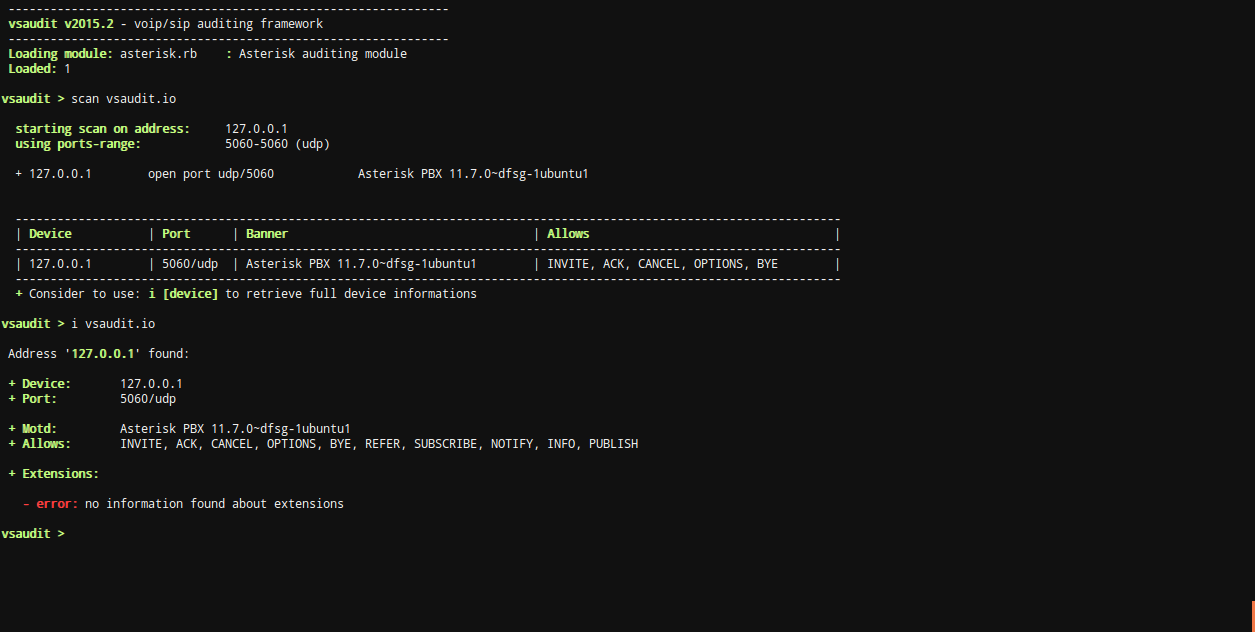 ---------------------------------------------------------------
vsaudit v2015.2 - voip/sip auditing framework
---------------------------------------------------------------
Loading module: asterisk.rb    : Asterisk auditing module
Loaded: 1
vsaudit > scan vsaudit.io
starting scan on address:     127.0.0.1
using ports-range:            5060-5060 (udp)
+ 127.0.0.1        open port udp/5060            Asterisk PBX 11.7.0~dfsg-1ubuntu1
----------------------------------------------------------------------------------------------------------------------
| Device           | Port      | Banner                                   | Allows                                   |
----------------------------------------------------------------------------------------------------------------------
| 127.0.0.1        | 5060/udp  | Asterisk PBX 11.7.0~dfsg-1ubuntu1        | INVITE, ACK, CANCEL, OPTIONS, BYE        |
----------------------------------------------------------------------------------------------------------------------
+ Consider to use: i [device] to retrieve full device informations
vsaudit > i vsaudit.io
Address '127.0.0.1' found:
+ Device:       127.0.0.1
+ Port:         5060/udp
+ Motd:         Asterisk PBX 11.7.0~dfsg-1ubuntu1
+ Allows:       INVITE, ACK, CANCEL, OPTIONS, BYE, REFER, SUBSCRIBE, NOTIFY, INFO, PUBLISH
+ Extensions:
- error: no information found about extensions
vsaudit >